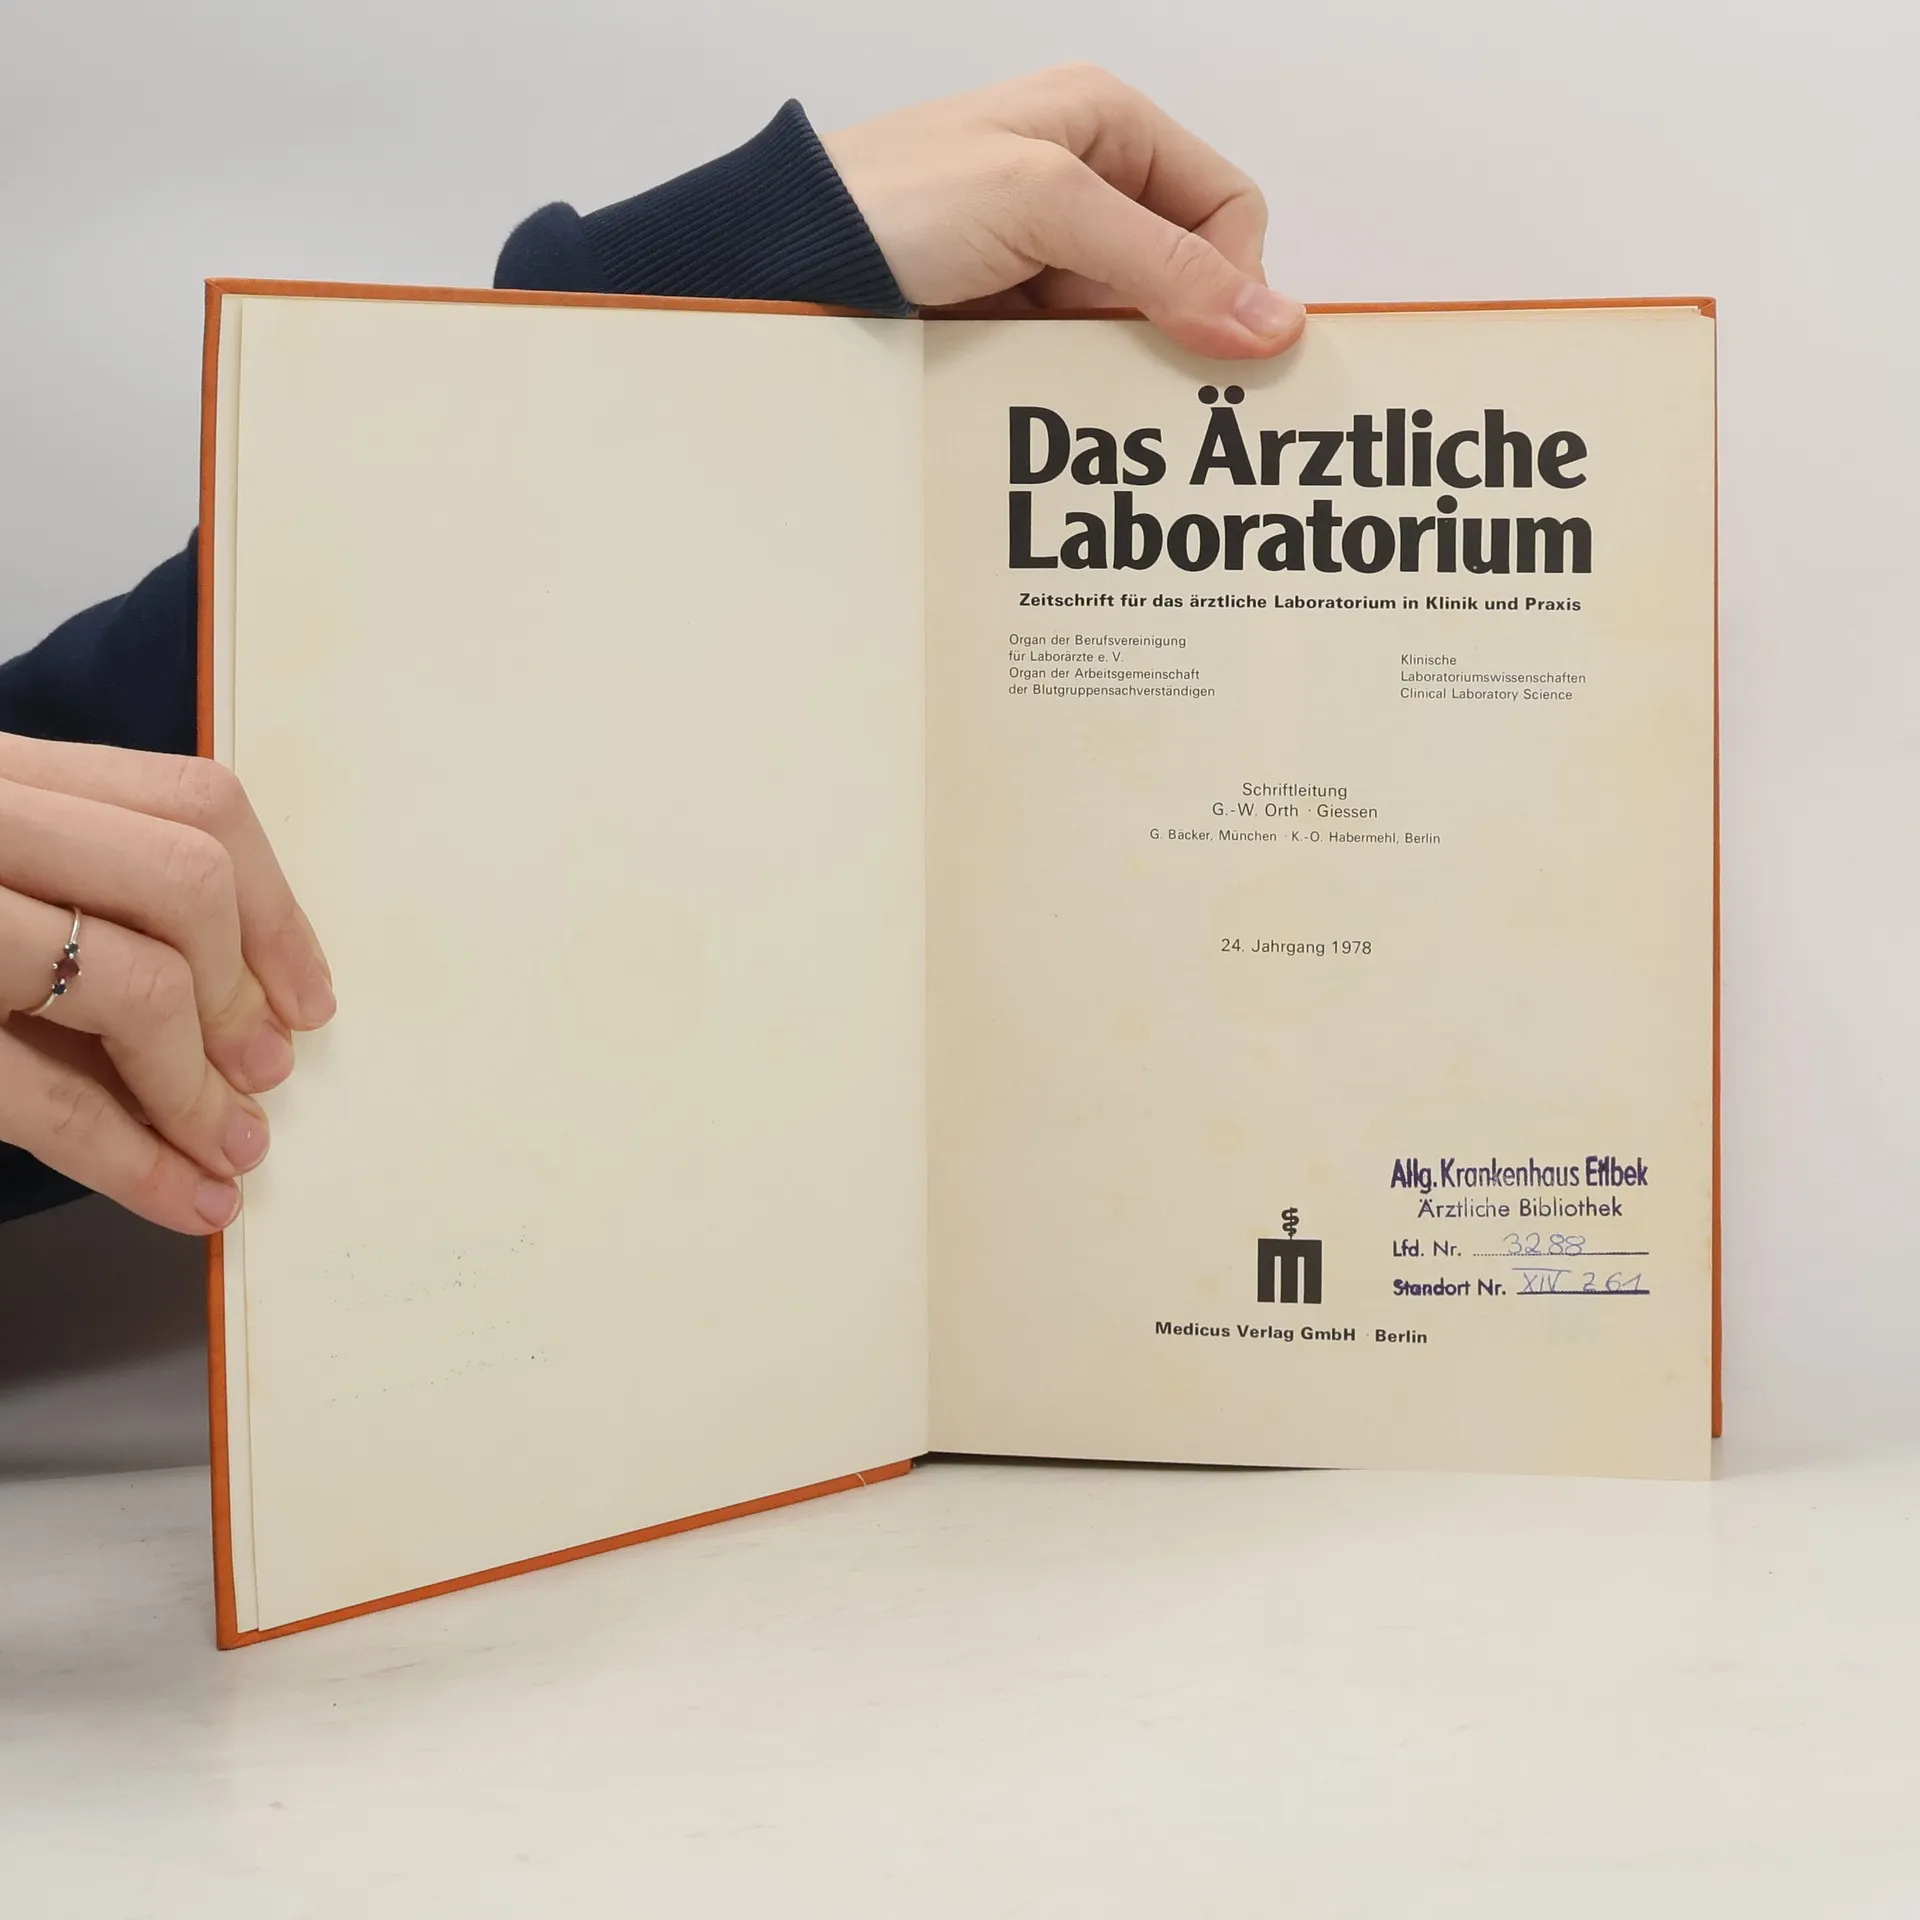 Das Ärztliche
Laboratorium
Zeitschrift für das ärztliche Laboratorium in Klinik und Praxis
Organ der Berufsvereinigung
für Laborärzte e. V.
Organ der Arbeitsgemeinschaft
der Blutgruppensachverständigen
Klinische
Laboratoriumswissenschaften
Clinical Laboratory Science
Schriftleitung
G.-W. Orth · Giessen
G. Bäcker, München · K.-O. Habermehl, Berlin
24. Jahrgang 1978
Allg. Krankenhaus Eilbek
Ärztliche Bibliothek
Lfd. Nr. 3288
Standort Nr. XIV Z 61
m
Medicus Verlag GmbH · Berlin